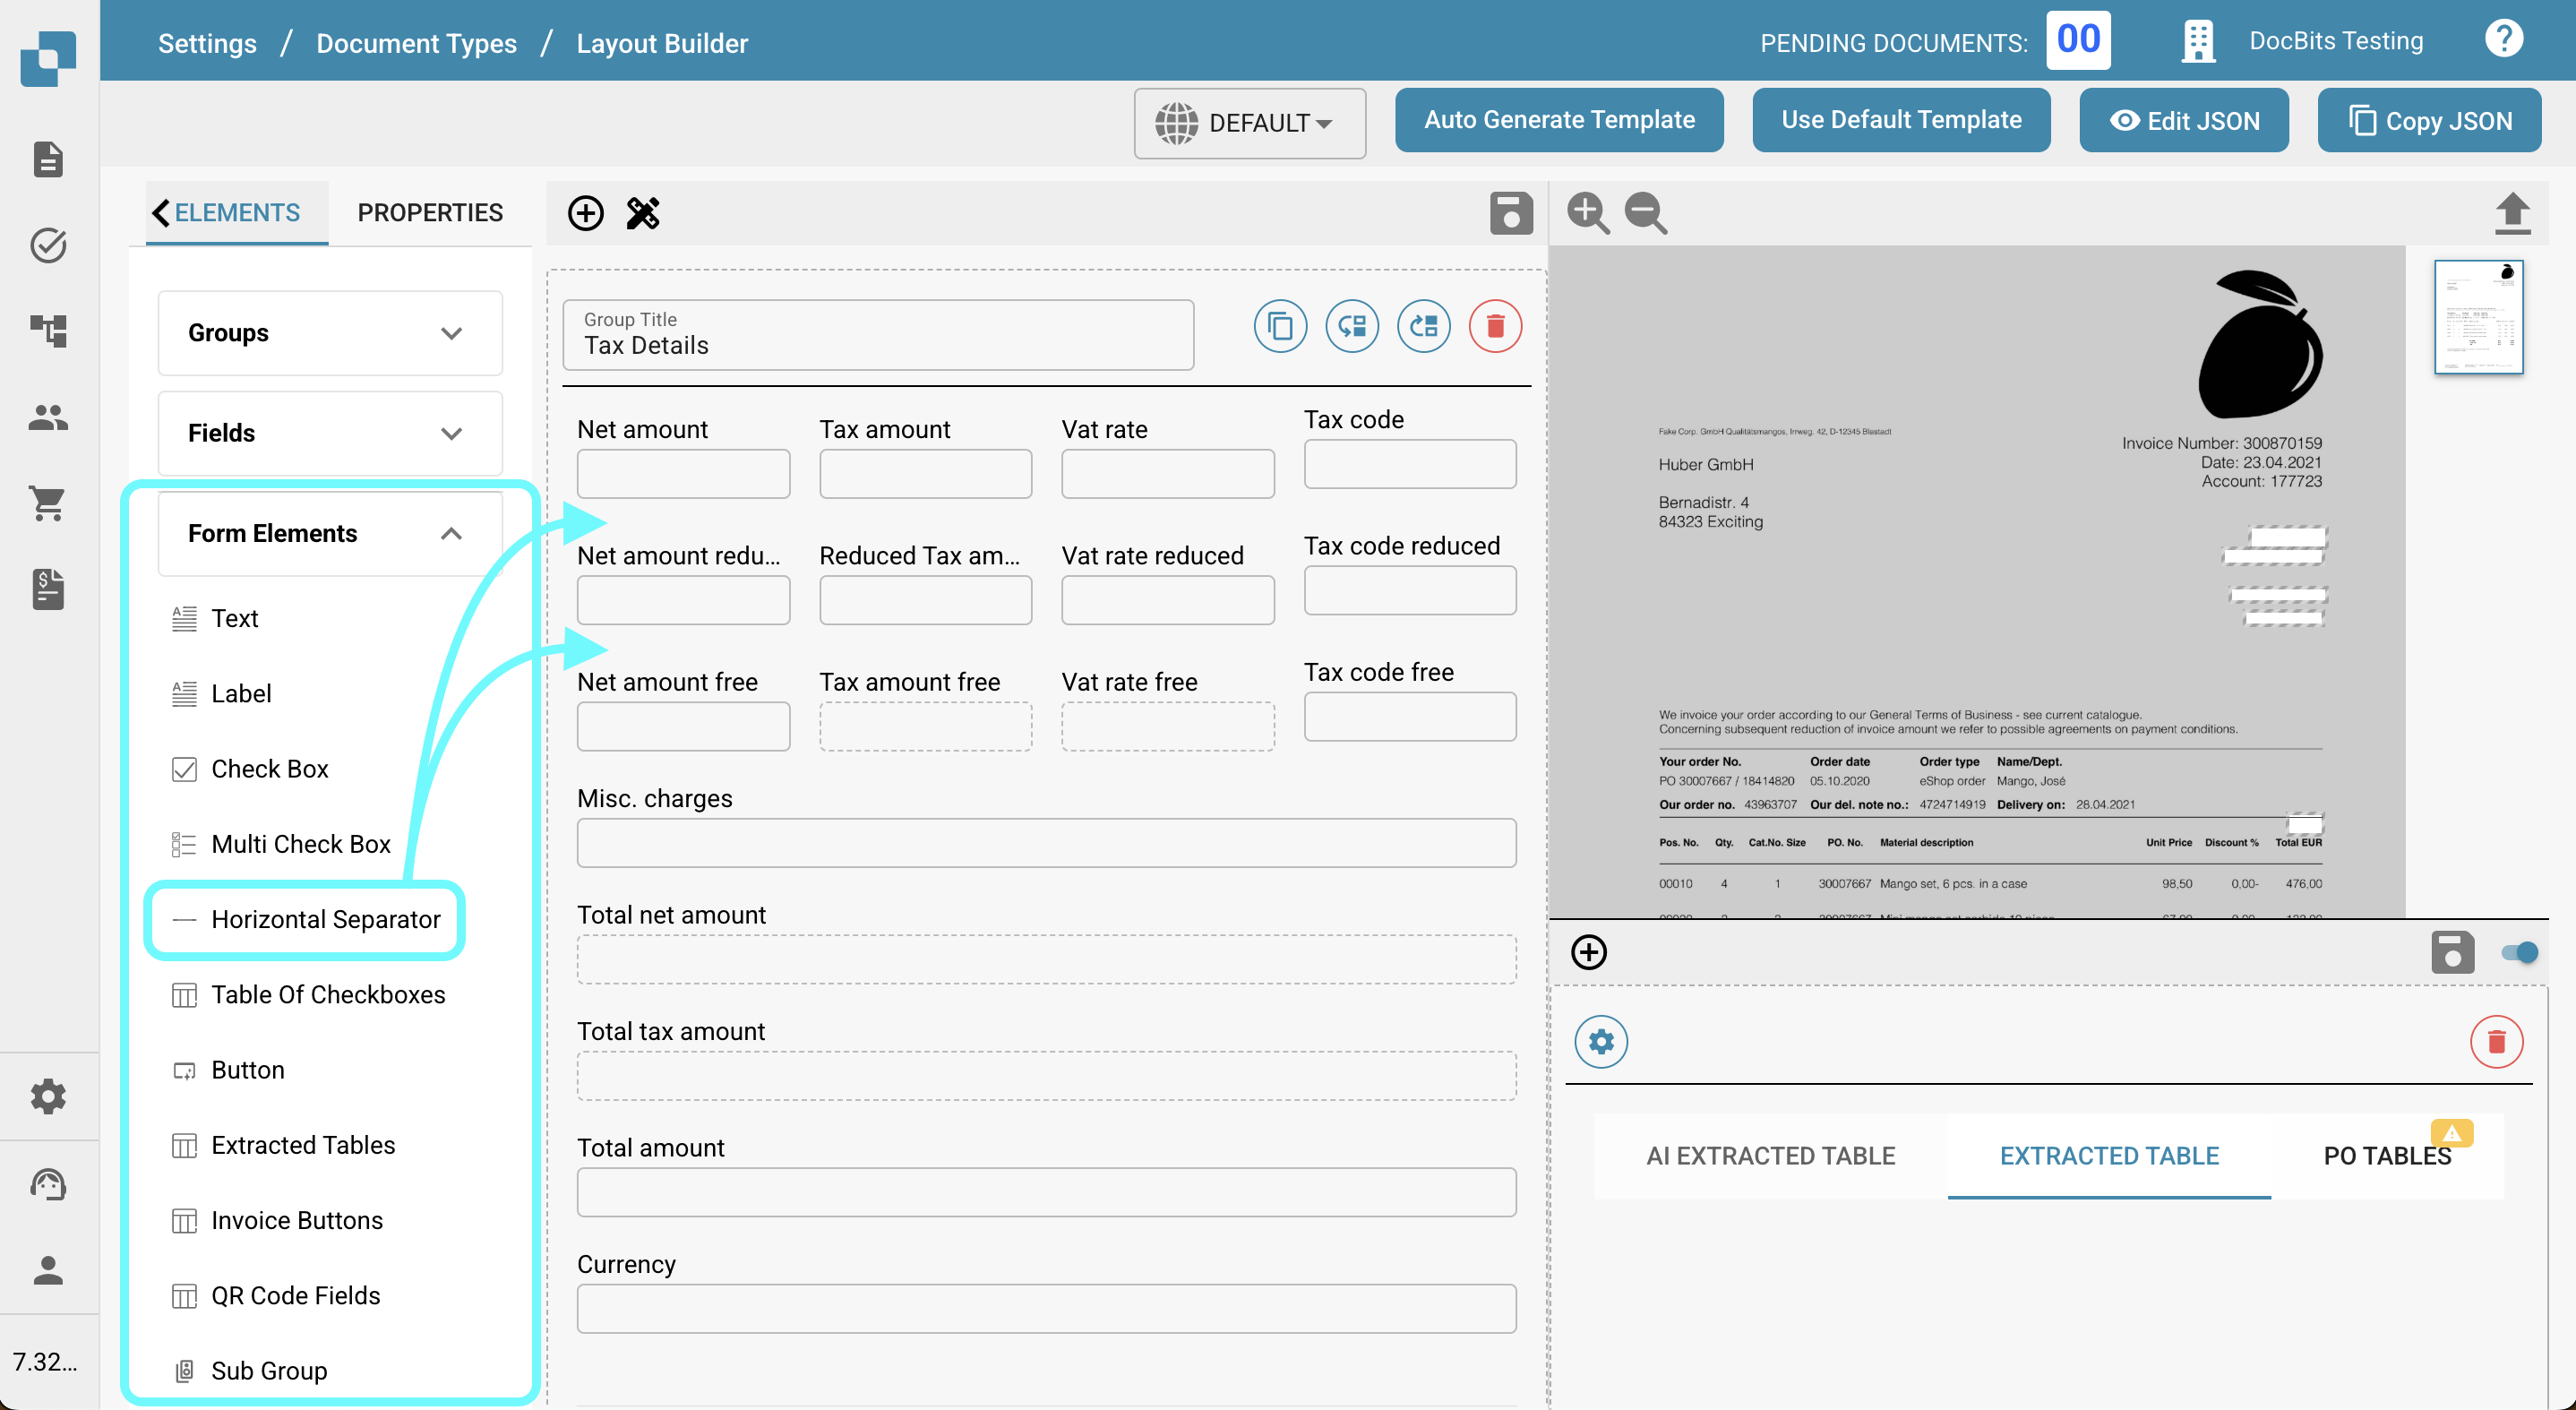 Settings / Document Types / Layout Builder
PENDING DOCUMENTS: 00 DocBits Testing ?
DEFAULT Auto Generate Template Use Default Template Edit JSON Copy JSON
ELEMENTS PROPERTIES
Groups
Fields
Form Elements
Text
Label
Check Box
Multi Check Box
Horizontal Separator
Table Of Checkboxes
Button
Extracted Tables
Invoice Buttons
QR Code Fields
Sub Group
7.32...
Group Title
Tax Details
Net amount Tax amount Vat rate Tax code
Net amount redu... Reduced Tax am... Vat rate reduced Tax code reduced
Net amount free Tax amount free Vat rate free Tax code free
Misc. charges
Total net amount
Total tax amount
Total amount
Currency
Fake Corp. GmbH Qualitätsmangos, Irrweg. 42, D-12345 Blastadt
Invoice Number: 300870159
Date: 23.04.2021
Account: 177723
Huber GmbH
Bernadistr. 4
84323 Exciting
We invoice your order according to our General Terms of Business - see current catalogue.
Concerning subsequent reduction of invoice amount we refer to possible agreements on payment conditions.
Your order No. Order date Order type Name/Dept.
PO 30007667 / 18414820 05.10.2020 eShop order Mango, José
Our order no. 43963707 Our del. note no.: 4724714919 Delivery on: 28.04.2021
Pos. No. Qty. Cat.No. Size PO. No. Material description Unit Price Discount % Total EUR
00010 4 1 30007667 Mango set, 6 pcs. in a case 98,50 0,00- 476,00
AI EXTRACTED TABLE EXTRACTED TABLE PO TABLES